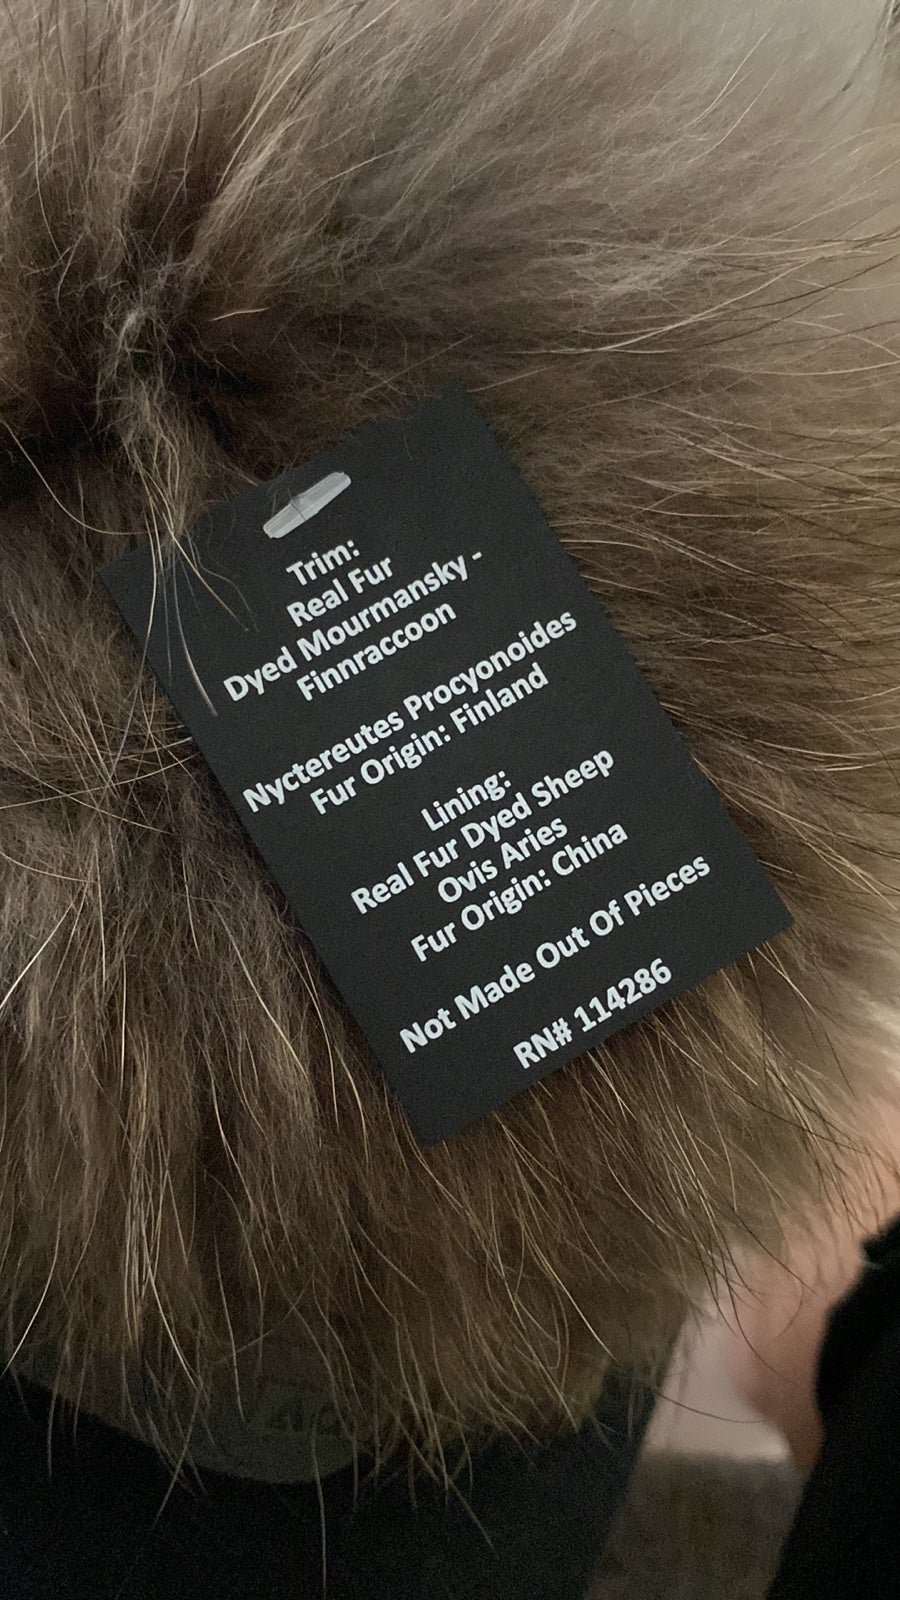 Trim:
Real Fur
Dyed Mourmansky -
Finnraccoon
Nyctereutes Procyonoides
Fur Origin: Finland
Lining:
Real Fur Dyed Sheep
Ovis Aries
Fur Origin: China
Not Made Out Of Pieces
RN# 114286